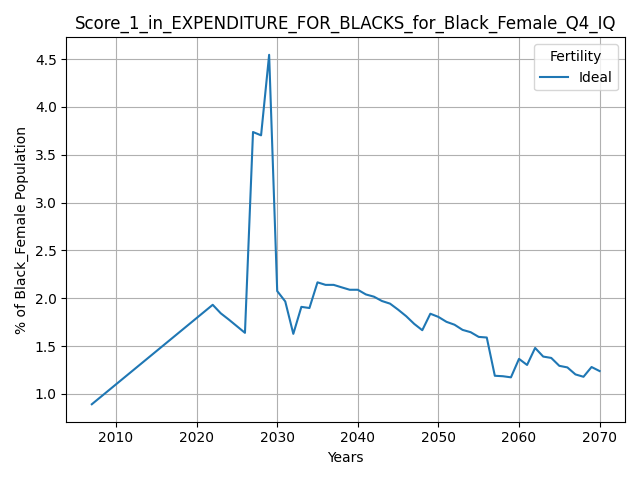 Score_1_in_EXPENDITURE_FOR_BLACKS_for_Black_Female_Q4_IQ
Fertility
Ideal
% of Black_Female Population
4.5
4.0
3.5
3.0
2.5
2.0
1.5
1.0
2010 2020 2030 2040 2050 2060 2070
Years